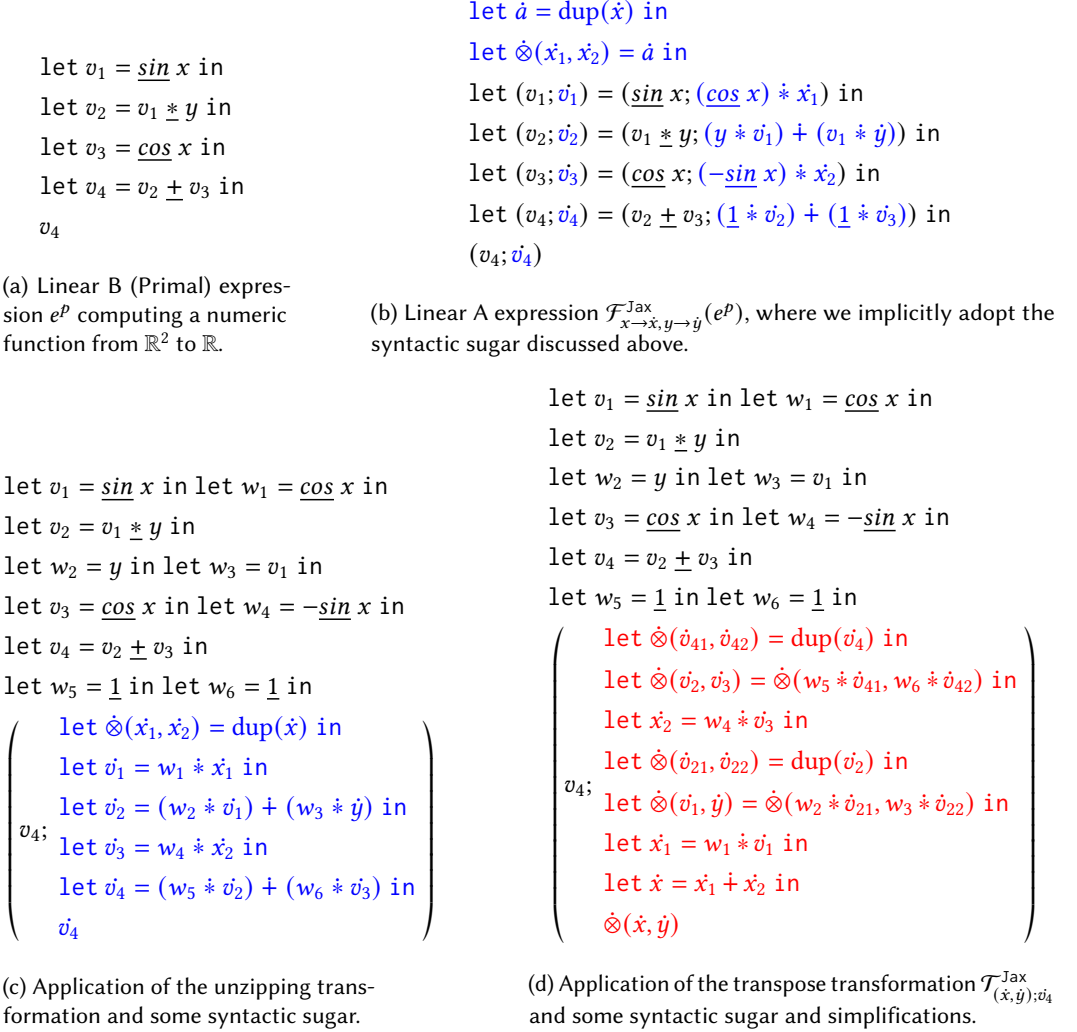 let v̇₁ = sin x in
let v₂ = v₁ * y in
let v₃ = cos x in
let v₄ = v₂ + v₃ in
v₄
(a) Linear B (Primal) expres-
sion eᵖ computing a numeric
function from ℝ² to ℝ.
let ȧ = dup(ẋ) in
let ⊗̇(ẋ₁, ẋ₂) = ȧ in
let (v₁; v̇₁) = (sin x; (cos x) *̇ ẋ₁) in
let (v₂; v̇₂) = (v₁ * y; (y *̇ v̇₁) +̇ (v₁ *̇ ẏ)) in
let (v₃; v̇₃) = (cos x; (−sin x) *̇ ẋ₂) in
let (v₄; v̇₄) = (v₂ + v₃; (1 *̇ v̇₂) +̇ (1 *̇ v̇₃)) in
(v₄; v̇₄)
(b) Linear A expression 𝓕^Jax_{x→ẋ,y→ẏ}(eᵖ), where we implicitly adopt the
syntactic sugar discussed above.
let v₁ = sin x in let w₁ = cos x in
let v₂ = v₁ * y in
let w₂ = y in let w₃ = v₁ in
let v₃ = cos x in let w₄ = −sin x in
let v₄ = v₂ + v₃ in
let w₅ = 1 in let w₆ = 1 in
let ⊗̇(ẋ₁, ẋ₂) = dup(ẋ) in
let v̇₁ = w₁ *̇ ẋ₁ in
let v̇₂ = (w₂ *̇ v̇₁) +̇ (w₃ *̇ ẏ) in
v₄;
let v̇₃ = w₄ *̇ ẋ₂ in
let v̇₄ = (w₅ *̇ v̇₂) +̇ (w₆ *̇ v̇₃) in
v̇₄
(c) Application of the unzipping trans-
formation and some syntactic sugar.
let v₁ = sin x in let w₁ = cos x in
let v₂ = v₁ * y in
let w₂ = y in let w₃ = v₁ in
let v₃ = cos x in let w₄ = −sin x in
let v₄ = v₂ + v₃ in
let w₅ = 1 in let w₆ = 1 in
let ⊗̇(v̇₄₁, v̇₄₂) = dup(v̇₄) in
let ⊗̇(v̇₂, v̇₃) = ⊗̇(w₅ *̇ v̇₄₁, w₆ *̇ v̇₄₂) in
let ẋ₂ = w₄ *̇ v̇₃ in
let ⊗̇(v̇₂₁, v̇₂₂) = dup(v̇₂) in
v₄;
let ⊗̇(v̇₁, ẏ) = ⊗̇(w₂ *̇ v̇₂₁, w₃ *̇ v̇₂₂) in
let ẋ₁ = w₁ *̇ v̇₁ in
let ẋ = ẋ₁ +̇ ẋ₂ in
⊗̇(ẋ, ẏ)
(d) Application of the transpose transformation 𝓣^Jax_{(ẋ,ẏ);v̇₄}
and some syntactic sugar and simplifications.